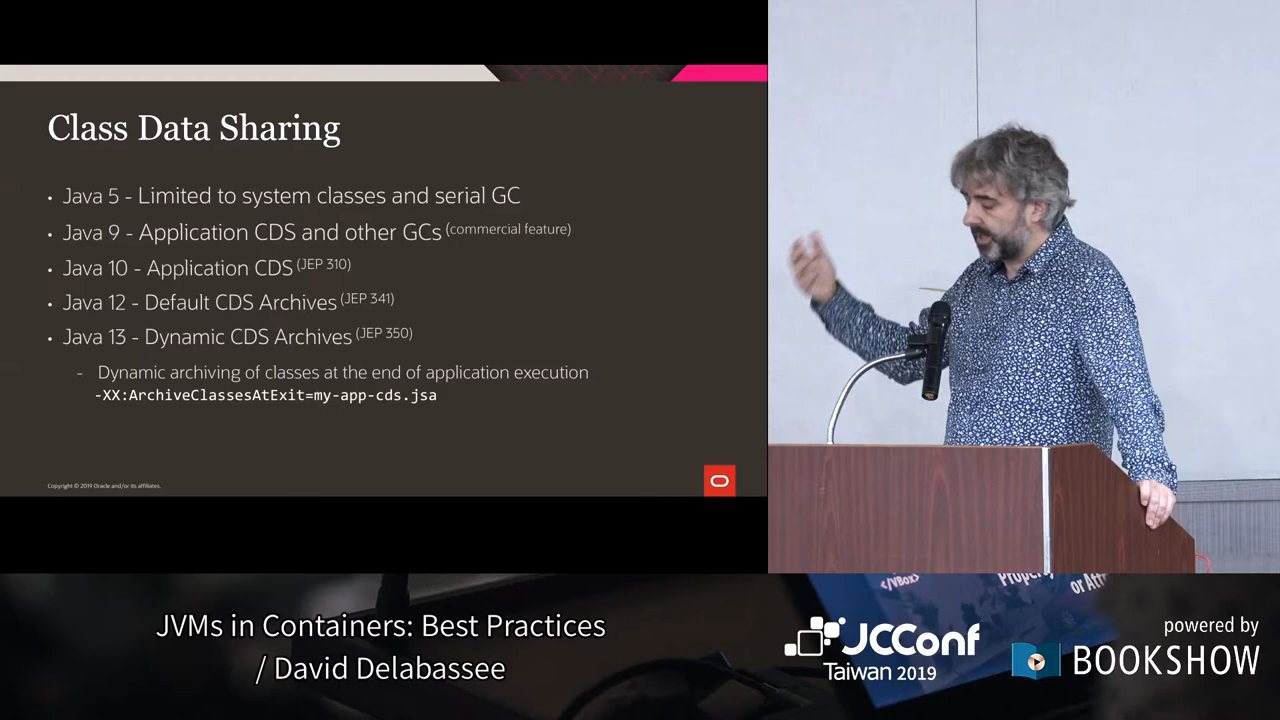 Class Data Sharing
• Java 5 - Limited to system classes and serial GC
• Java 9 - Application CDS and other GCs (commercial feature)
• Java 10 - Application CDS (JEP 310)
• Java 12 - Default CDS Archives (JEP 341)
• Java 13 - Dynamic CDS Archives (JEP 350)
- Dynamic archiving of classes at the end of application execution
-XX:ArchiveClassesAtExit=my-app-cds.jsa
Copyright © 2019 Oracle and/or its affiliates.
</VBox>
or
JVMs in Containers: Best Practices
/ David Delabassee
JCConf
Taiwan 2019
powered by
BOOKSHOW